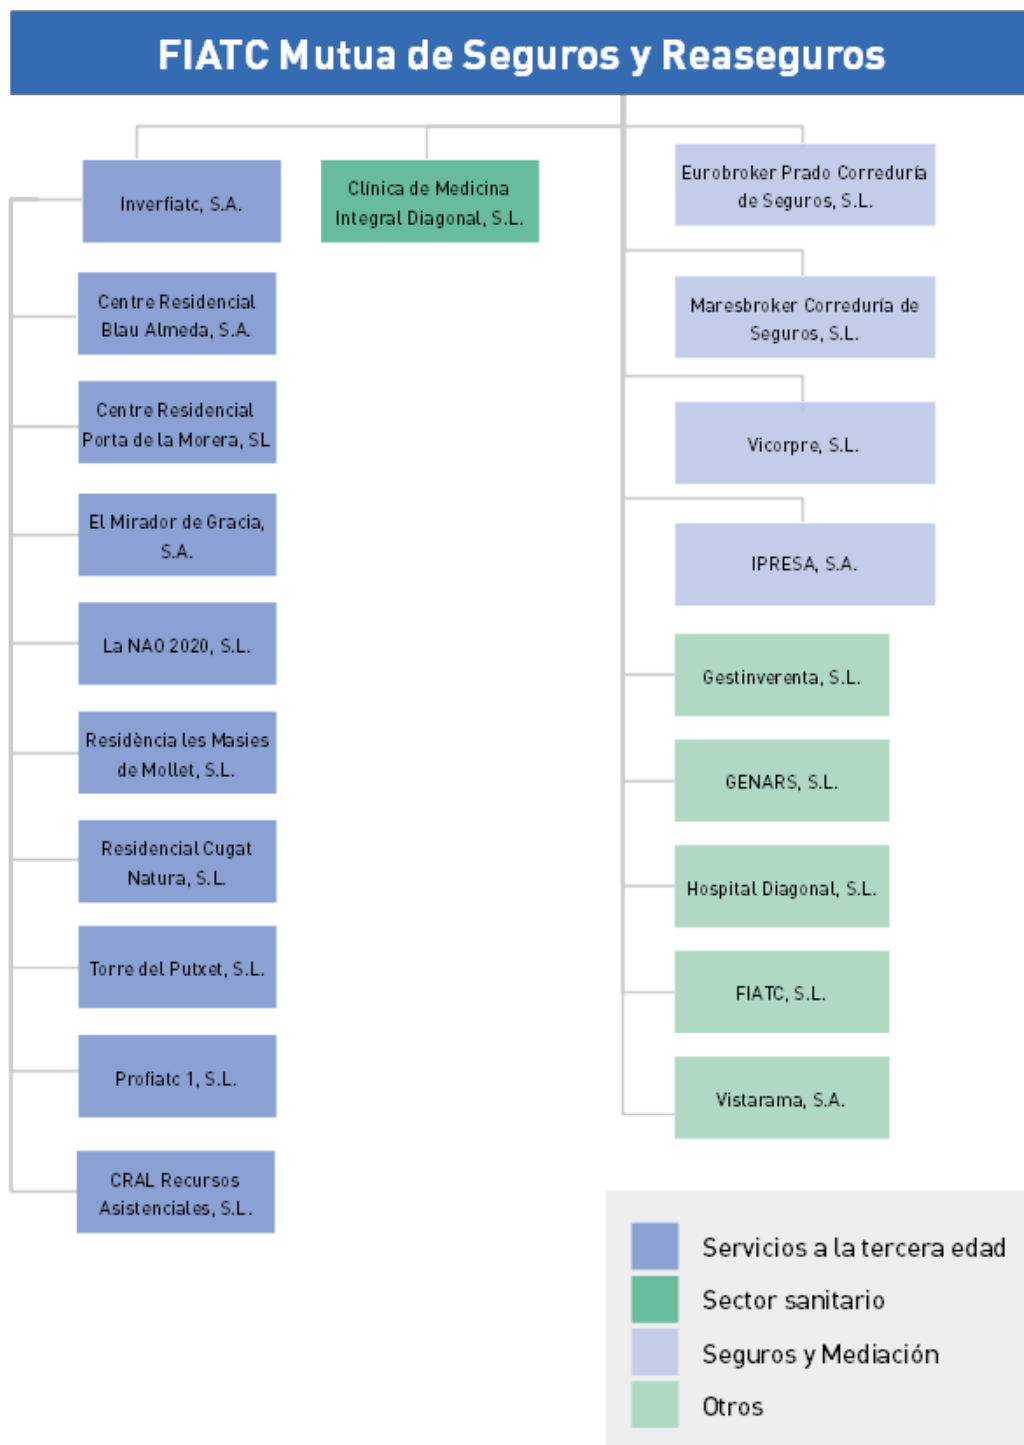 FIATC Mutua de Seguros y Reaseguros
Inverfiatc, S.A.
Centre Residencial
Blau Almeda, S.A.
Centre Residencial
Porta de la Morera, SL
El Mirador de Gracia,
S.A.
La NAO 2020, S.L.
Residència les Masies
de Mollet, S.L.
Residencial Cugat
Natura, S.L.
Torre del Putxet, S.L.
Profiatc 1, S.L.
CRAL Recursos
Asistenciales, S.L.
Clínica de Medicina
Integral Diagonal, S.L.
Eurobroker Prado Correduría
de Seguros, S.L.
Maresbroker Correduría de
Seguros, S.L.
Vicorpre, S.L.
IPRESA, S.A.
Gestinverenta, S.L.
GENARS, S.L.
Hospital Diagonal, S.L.
FIATC, S.L.
Vistarama, S.A.
Servicios a la tercera edad
Sector sanitario
Seguros y Mediación
Otros